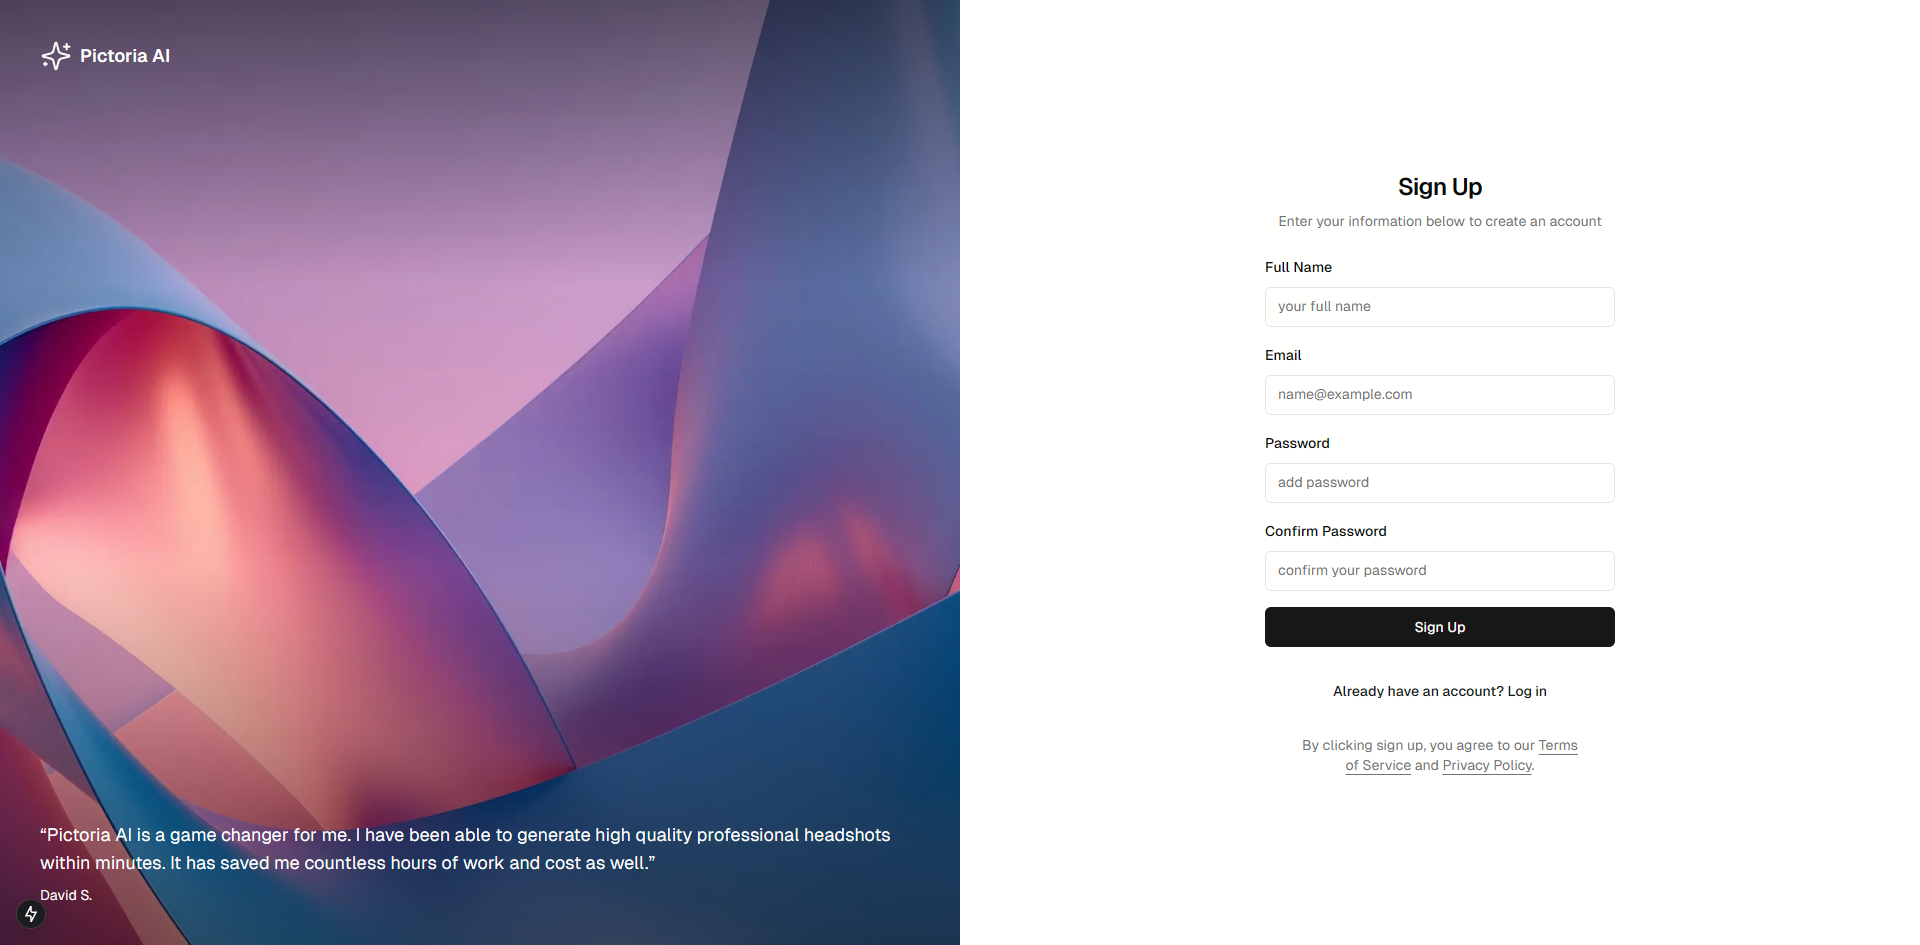 Pictoria AI
“Pictoria AI is a game changer for me. I have been able to generate high quality professional headshots
within minutes. It has saved me countless hours of work and cost as well.”
David S.
Sign Up
Enter your information below to create an account
Full Name
your full name
Email
name@example.com
Password
add password
Confirm Password
confirm your password
Sign Up
Already have an account? Log in
By clicking sign up, you agree to our Terms
of Service and Privacy Policy.